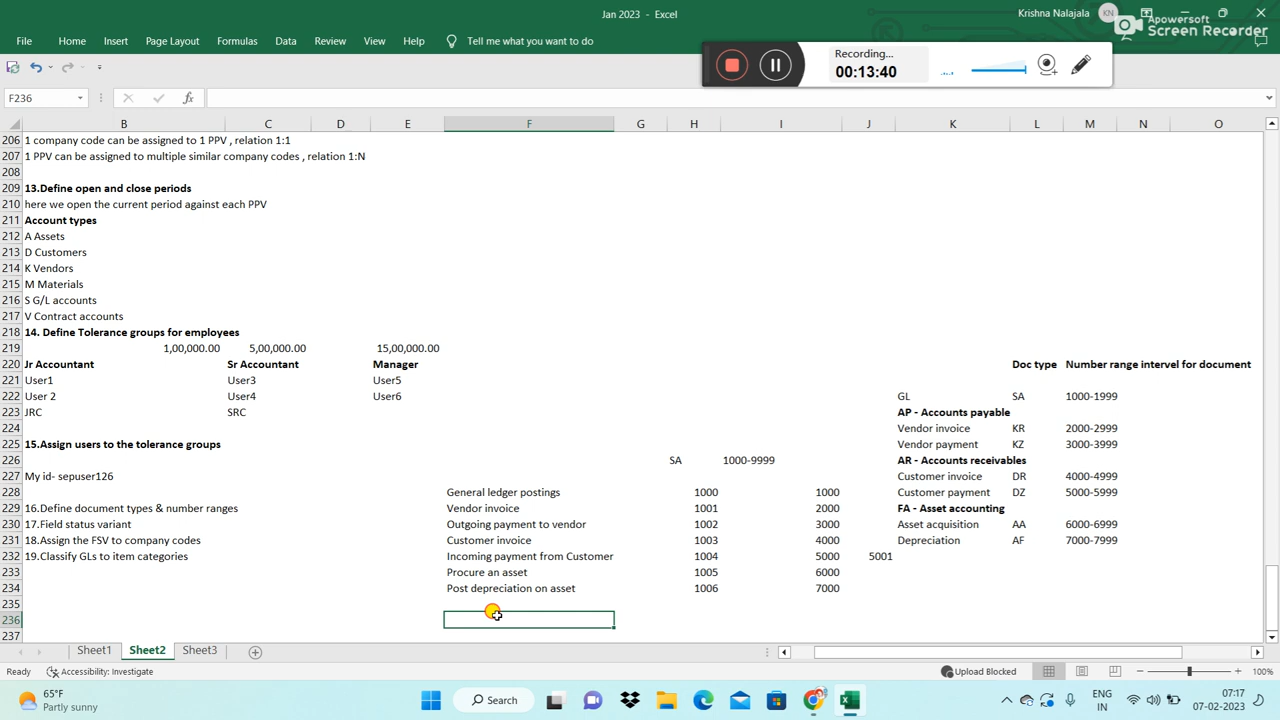 Jan 2023 - Excel
Krishna Nalajala KN
Apowersoft
Screen Recorder
File Home Insert Page Layout Formulas Data Review View Help Tell me what you want to do
Recording...
00:13:40
F236 fx
B C D E F G H I J K L M N O
206 1 company code can be assigned to 1 PPV , relation 1:1
207 1 PPV can be assigned to multiple similar company codes , relation 1:N
208
209 13.Define open and close periods
210 here we open the current period against each PPV
211 Account types
212 A Assets
213 D Customers
214 K Vendors
215 M Materials
216 S G/L accounts
217 V Contract accounts
218 14. Define Tolerance groups for employees
219 1,00,000.00 5,00,000.00 15,00,000.00
220 Jr Accountant Sr Accountant Manager Doc type Number range intervel for document
221 User1 User3 User5
222 User 2 User4 User6 GL SA 1000-1999
223 JRC SRC AP - Accounts payable
224 Vendor invoice KR 2000-2999
225 15.Assign users to the tolerance groups Vendor payment KZ 3000-3999
226 SA 1000-9999 AR - Accounts receivables
227 My id- sepuser126 Customer invoice DR 4000-4999
228 General ledger postings 1000 1000 Customer payment DZ 5000-5999
229 16.Define document types & number ranges Vendor invoice 1001 2000 FA - Asset accounting
230 17.Field status variant Outgoing payment to vendor 1002 3000 Asset acquisition AA 6000-6999
231 18.Assign the FSV to company codes Customer invoice 1003 4000 Depreciation AF 7000-7999
232 19.Classify GLs to item categories Incoming payment from Customer 1004 5000 5001
233 Procure an asset 1005 6000
234 Post depreciation on asset 1006 7000
235
236
237
Sheet1 Sheet2 Sheet3
Ready Accessibility: Investigate Upload Blocked 100%
65°F
Partly sunny
Search
ENG
IN
07:17
07-02-2023